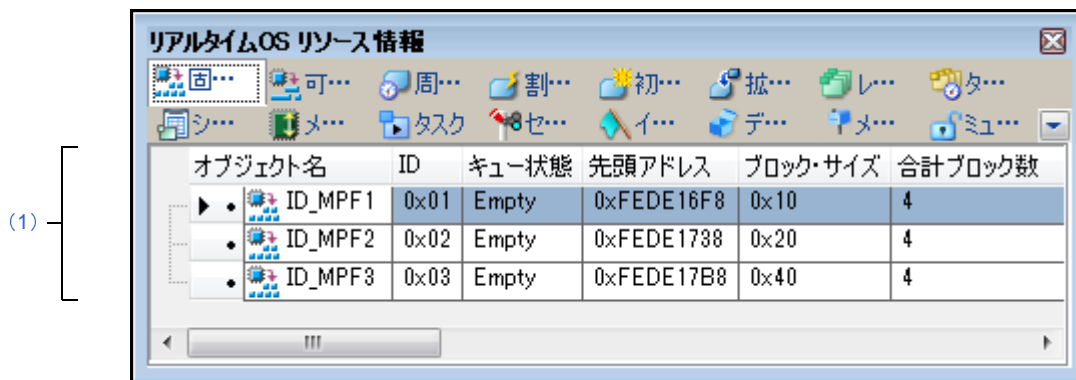 リアルタイムOS リソース情報
固… 可… 周… 割… 初… 拡… レ… タ…
シ… メ… タスク セ… イ… デ… メ… ミュ…
オブジェクト名 ID キュー状態 先頭アドレス ブロック・サイズ 合計ブロック数
(1)
ID_MPF1 0x01 Empty 0xFEDE16F8 0x10 4
ID_MPF2 0x02 Empty 0xFEDE1738 0x20 4
ID_MPF3 0x03 Empty 0xFEDE17B8 0x40 4